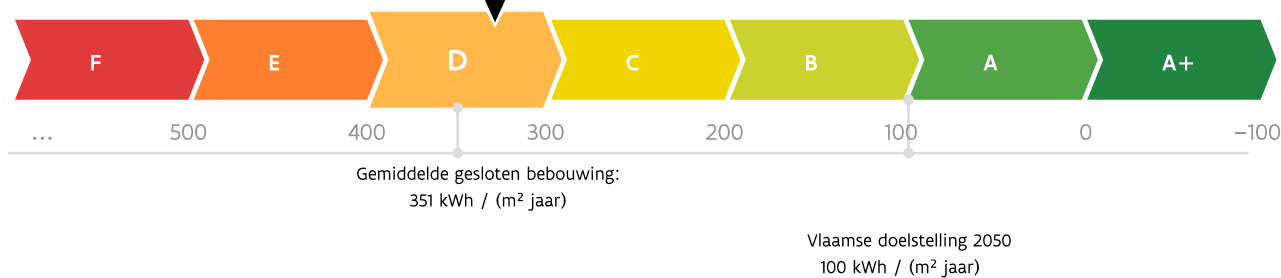 F E D C B A A+
... 500 400 300 200 100 0 −100
Gemiddelde gesloten bebouwing:
351 kWh / (m² jaar)
Vlaamse doelstelling 2050
100 kWh / (m² jaar)